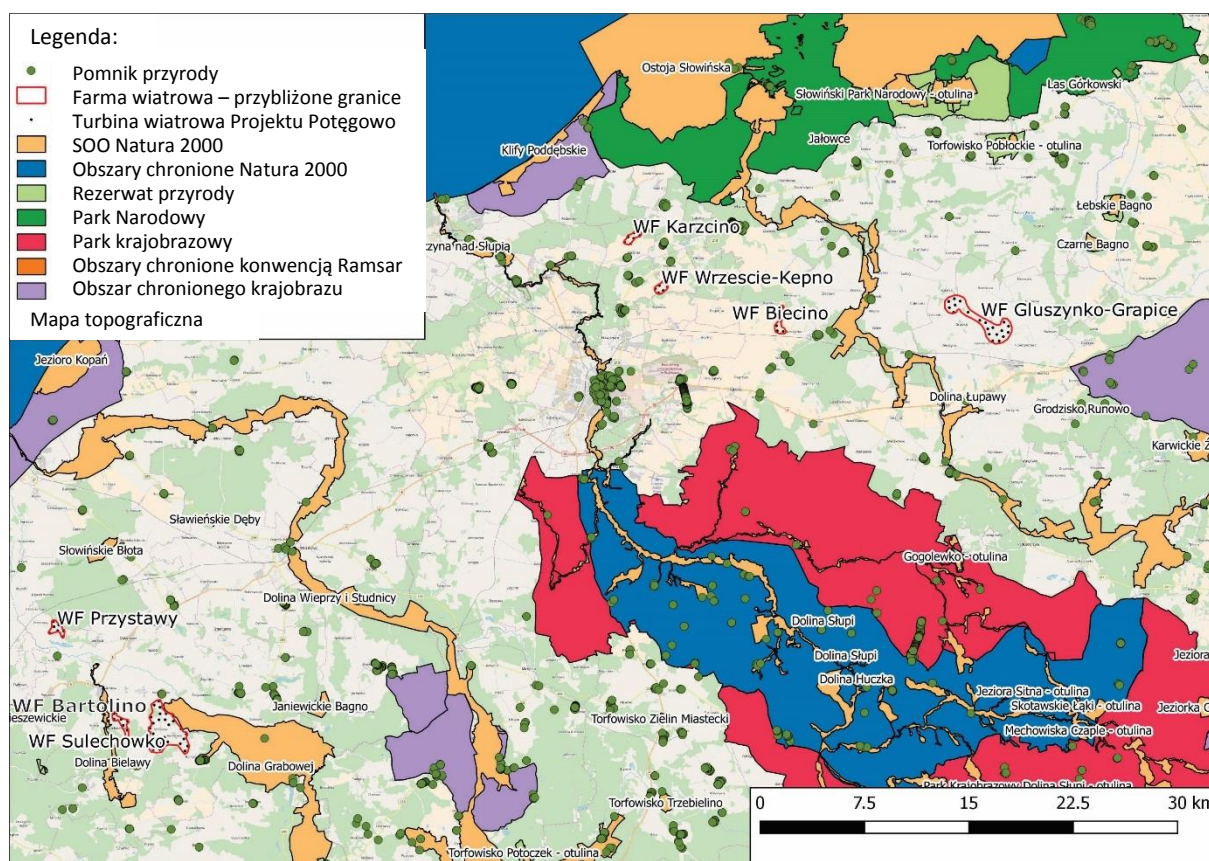 Legenda:
Pomnik przyrody
Farma wiatrowa – przybliżone granice
Turbina wiatrowa Projektu Potęgowo
SOO Natura 2000
Obszary chronione Natura 2000
Rezerwat przyrody
Park Narodowy
Park krajobrazowy
Obszary chronione konwencją Ramsar
Obszar chronionego krajobrazu
Mapa topograficzna
Ostoja Słowińska
Las Górkowski
Słowiński Park Narodowy - otulina
Klify Poddębskie
Jałowce
Torfowisko Pobłockie - otulina
Łebskie Bagno
WF Karzcino
czyna nad Słupią
Czarne Bagno
WF Wrzescie-Kepno
WF Biecino
WF Gluszynko-Grapice
Jezioro Kopań
Dolina Łupawy
Grodzisko Runowo
Karwickie Ź
Sławieńskie Dęby
Słowińskie Błota
Gogolewko - otulina
Dolina Wieprzy i Studnicy
WF Przystawy
Dolina Słupi
Dolina Słupi
Jeziora
Dolina Huczka
Jeziora Sitna - otulina
WF Bartolino
Janiewickie Bagno
Skotawskie Łąki - otulina
Jeziorka C
ieszewickie
Torfowisko Zielin Miastecki
Mechowiska Czaple - otulina
WF Sulechowko
Dolina Bielawy
Dolina Grabowej
Park Krajobrazowy Dolina Słupi - otulina
Torfowisko Trzebielino
0 7.5 15 22.5 30 km
Torfowisko Potoczek - otulina